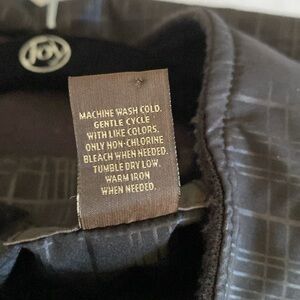 JOY
MACHINE WASH COLD.
GENTLE CYCLE
WITH LIKE COLORS.
ONLY NON-CHLORINE
BLEACH WHEN NEEDED.
TUMBLE DRY LOW.
WARM IRON
WHEN NEEDED.